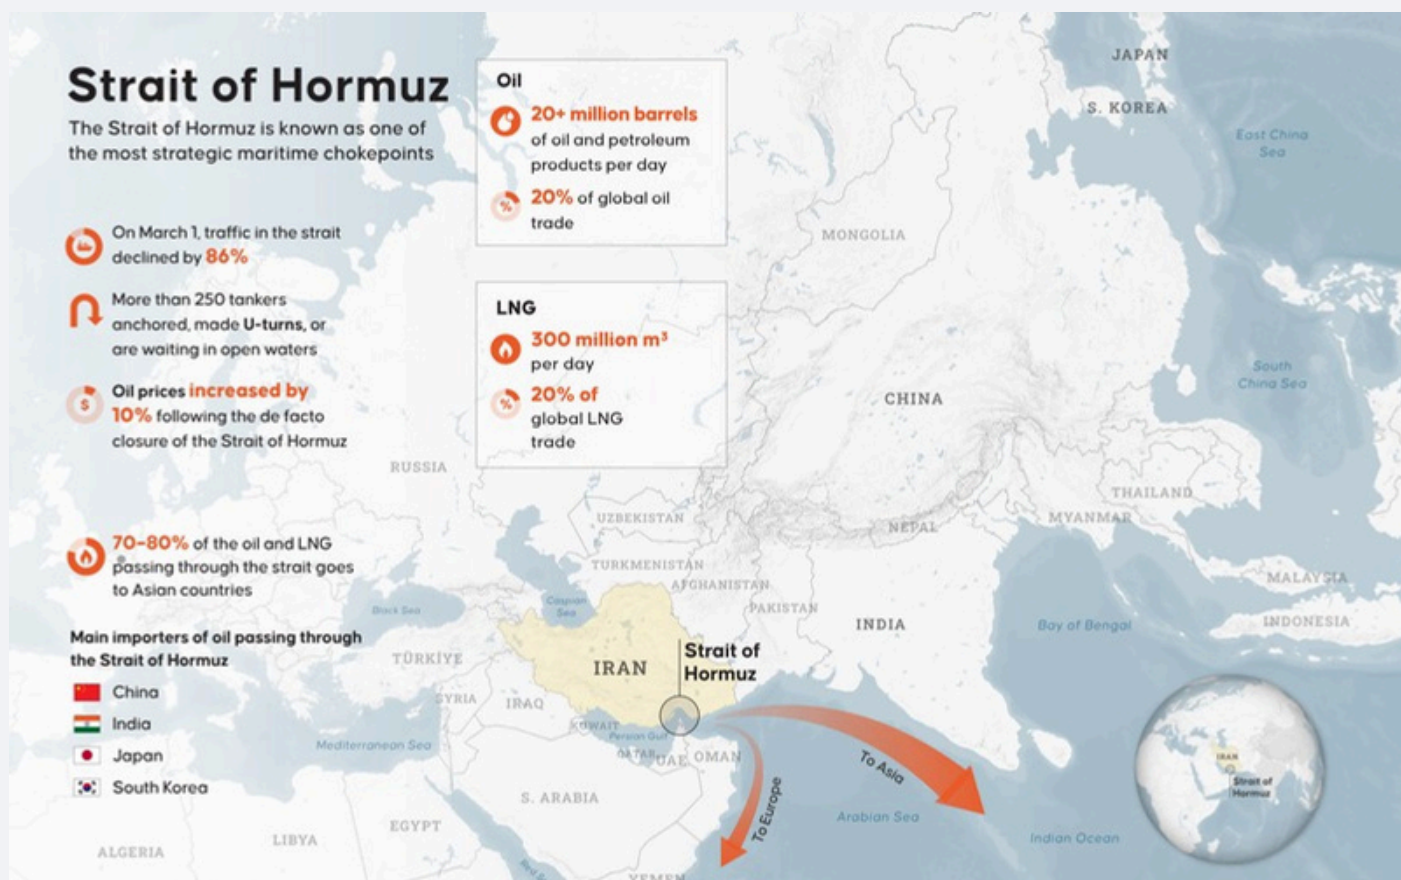 Strait of Hormuz
The Strait of Hormuz is known as one of
the most strategic maritime chokepoints
On March 1, traffic in the strait
declined by 86%
More than 250 tankers
anchored, made U-turns, or
are waiting in open waters
$
Oil prices increased by
10% following the de facto
closure of the Strait of Hormuz
70-80% of the oil and LNG
passing through the strait goes
to Asian countries
Main importers of oil passing through
the Strait of Hormuz
China
India
Japan
South Korea
Oil
20+ million barrels
of oil and petroleum
products per day
%
20% of global oil
trade
LNG
300 million m³
per day
%
20% of
global LNG
trade
JAPAN
S. KOREA
East China
Sea
MONGOLIA
South
China Sea
CHINA
RUSSIA
THAILAND
UZBEKISTAN
MYANMAR
NEPAL
TURKMENISTAN
AFGHANISTAN
MALAYSIA
Caspian
Sea
Black Sea
PAKISTAN
INDIA
Bay of Bengal
INDONESIA
TÜRKİYE
IRAN
Strait of
Hormuz
SYRIA
IRAQ
KUWAIT
Persian Gulf
Mediterranean Sea
QATAR
UAE
OMAN
To Asia
To Europe
S. ARABIA
Arabian Sea
EGYPT
LIBYA
Indian Ocean
ALGERIA
Red S
YEMEN
IRAN
Strait of
Hormuz